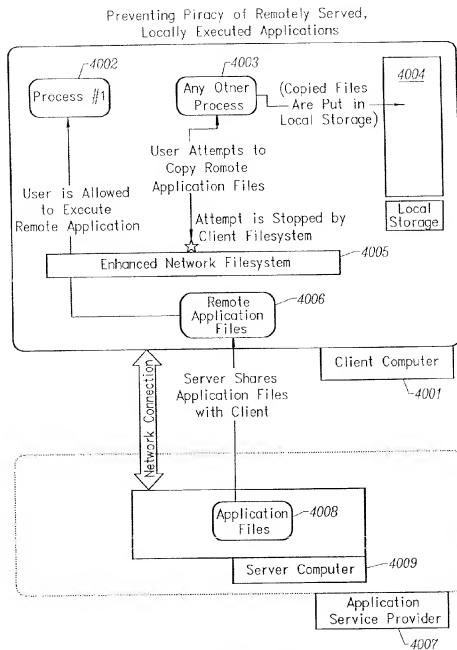 Preventing Piracy of Remotely Served,
Locally Executed Applications
4002
Process #1
4003
Any Other
Process
(Copied Files
Are Put in
Local Storage)
4004
Local
Storage
User Attempts to
Copy Romote
Application Files
User is Allowed
to Execute
Remote Application
Attempt is Stopped by
Client Filesystem
4005
Enhanced Network Filesystem
Remote
Application
Files
4006
Client Computer
4001
Network Connection
Server Shares
Application Files
with Client
Application
Files
4008
Server Computer
4009
Application
Service Provider
4007